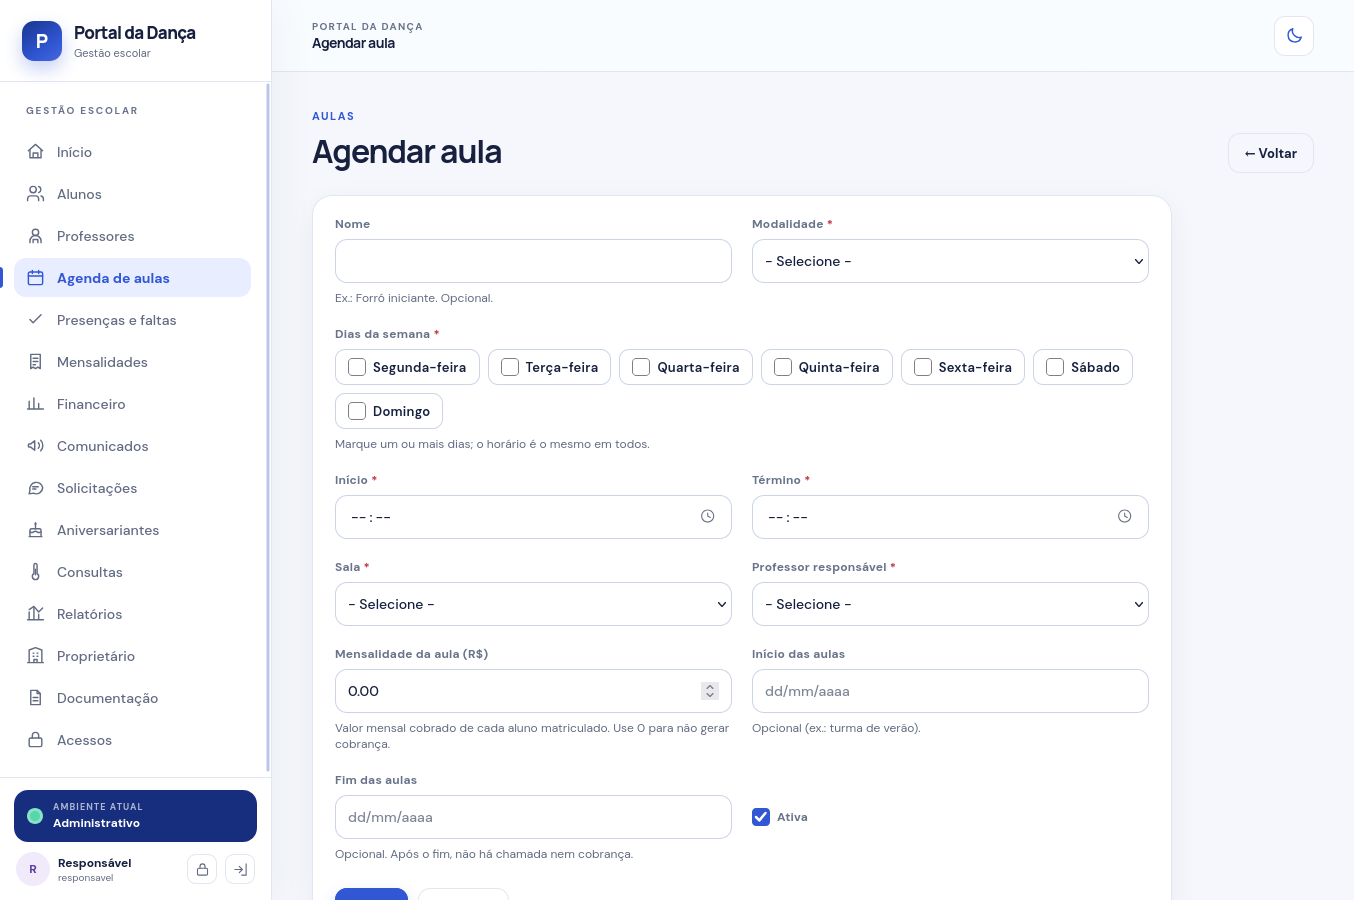 P
Portal da Dança
Gestão escolar
GESTÃO ESCOLAR
Início
Alunos
Professores
Agenda de aulas
Presenças e faltas
Mensalidades
Financeiro
Comunicados
Solicitações
Aniversariantes
Consultas
Relatórios
Proprietário
Documentação
Acessos
AMBIENTE ATUAL
Administrativo
R
Responsável
responsavel
PORTAL DA DANÇA
Agendar aula
AULAS
Agendar aula
← Voltar
Nome
Modalidade *
– Selecione –
Ex.: Forró iniciante. Opcional.
Dias da semana *
Segunda-feira
Terça-feira
Quarta-feira
Quinta-feira
Sexta-feira
Sábado
Domingo
Marque um ou mais dias; o horário é o mesmo em todos.
Início *
Término *
--:--
--:--
Sala *
Professor responsável *
– Selecione –
– Selecione –
Mensalidade da aula (R$)
Início das aulas
0.00
dd/mm/aaaa
Valor mensal cobrado de cada aluno matriculado. Use 0 para não gerar
cobrança.
Opcional (ex.: turma de verão).
Fim das aulas
dd/mm/aaaa
Ativa
Opcional. Após o fim, não há chamada nem cobrança.